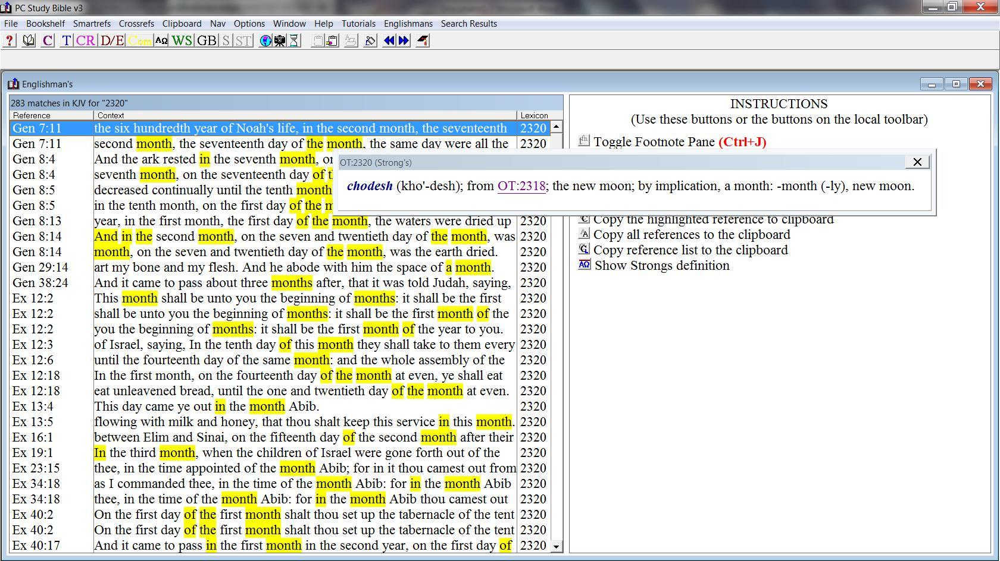 PC Study Bible v3
File Bookshelf Smartrefs Crossrefs Clipboard Nav Options Window Help Tutorials Englishmans Search Results
? C T CR D/E Com AΩ WS GB S ST
Englishman's
283 matches in KJV for "2320"
Reference Context Lexicon
Gen 7:11 the six hundredth year of Noah's life, in the second month, the seventeenth 2320
Gen 7:11 second month, the seventeenth day of the month, the same day were all the 2320
Gen 8:4 And the ark rested in the seventh month, on
Gen 8:4 seventh month, on the seventeenth day of t
Gen 8:5 decreased continually until the tenth month
Gen 8:5 in the tenth month, on the first day of the m
Gen 8:13 year, in the first month, the first day of the month, the waters were dried up 2320
Gen 8:14 And in the second month, on the seven and twentieth day of the month, was 2320
Gen 8:14 month, on the seven and twentieth day of the month, was the earth dried. 2320
Gen 29:14 art my bone and my flesh. And he abode with him the space of a month. 2320
Gen 38:24 And it came to pass about three months after, that it was told Judah, saying, 2320
Ex 12:2 This month shall be unto you the beginning of months: it shall be the first 2320
Ex 12:2 shall be unto you the beginning of months: it shall be the first month of the 2320
Ex 12:2 you the beginning of months: it shall be the first month of the year to you. 2320
Ex 12:3 of Israel, saying, In the tenth day of this month they shall take to them every 2320
Ex 12:6 until the fourteenth day of the same month: and the whole assembly of the 2320
Ex 12:18 In the first month, on the fourteenth day of the month at even, ye shall eat 2320
Ex 12:18 eat unleavened bread, until the one and twentieth day of the month at even. 2320
Ex 13:4 This day came ye out in the month Abib. 2320
Ex 13:5 flowing with milk and honey, that thou shalt keep this service in this month. 2320
Ex 16:1 between Elim and Sinai, on the fifteenth day of the second month after their 2320
Ex 19:1 In the third month, when the children of Israel were gone forth out of the 2320
Ex 23:15 thee, in the time appointed of the month Abib; for in it thou camest out from 2320
Ex 34:18 as I commanded thee, in the time of the month Abib: for in the month Abib 2320
Ex 34:18 thee, in the time of the month Abib: for in the month Abib thou camest out 2320
Ex 40:2 On the first day of the first month shalt thou set up the tabernacle of the tent 2320
Ex 40:2 On the first day of the first month shalt thou set up the tabernacle of the tent 2320
Ex 40:17 And it came to pass in the first month in the second year, on the first day of 2320
INSTRUCTIONS
(Use these buttons or the buttons on the local toolbar)
fn Toggle Footnote Pane (Ctrl+J)
OT:2320 (Strong's)
chodesh (kho'-desh); from OT:2318; the new moon; by implication, a month: -month (-ly), new moon.
Copy the highlighted reference to clipboard
Copy all references to the clipboard
Copy reference list to the clipboard
AΩ Show Strongs definition